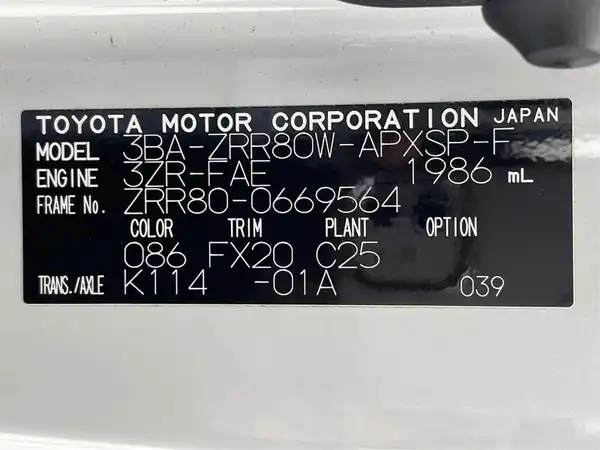 TOYOTA MOTOR CORPORATION JAPAN
MODEL 3BA-ZRR80W-APXSP-F
ENGINE 3ZR-FAE 1986 mL
FRAME No. ZRR80-0669564
COLOR TRIM PLANT OPTION
086 FX20 C25
TRANS./AXLE K114 -01A 039